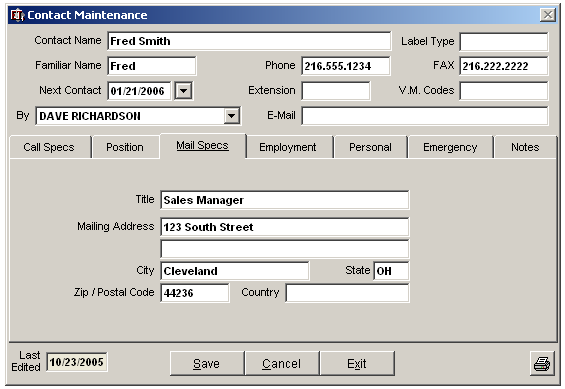 Contact Maintenance
Contact Name Fred Smith Label Type
Familiar Name Fred Phone 216.555.1234 FAX 216.222.2222
Next Contact 01/21/2006 Extension V.M. Codes
By DAVE RICHARDSON E-Mail
Call Specs Position Mail Specs Employment Personal Emergency Notes
Title Sales Manager
Mailing Address 123 South Street
City Cleveland State OH
Zip / Postal Code 44236 Country
Last
Edited 10/23/2005 Save Cancel Exit